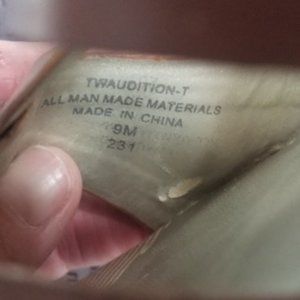 TWAUDITION-T
ALL MAN MADE MATERIALS
MADE IN CHINA
9M
231